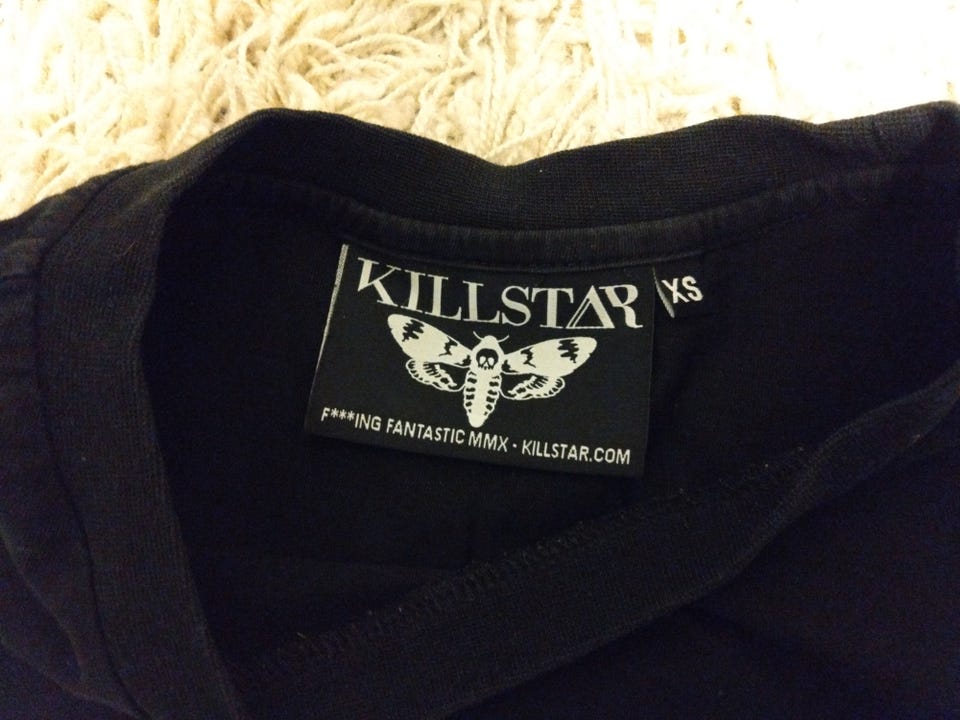 KILLSTAR
XS
F***ING FANTASTIC MMX - KILLSTAR.COM